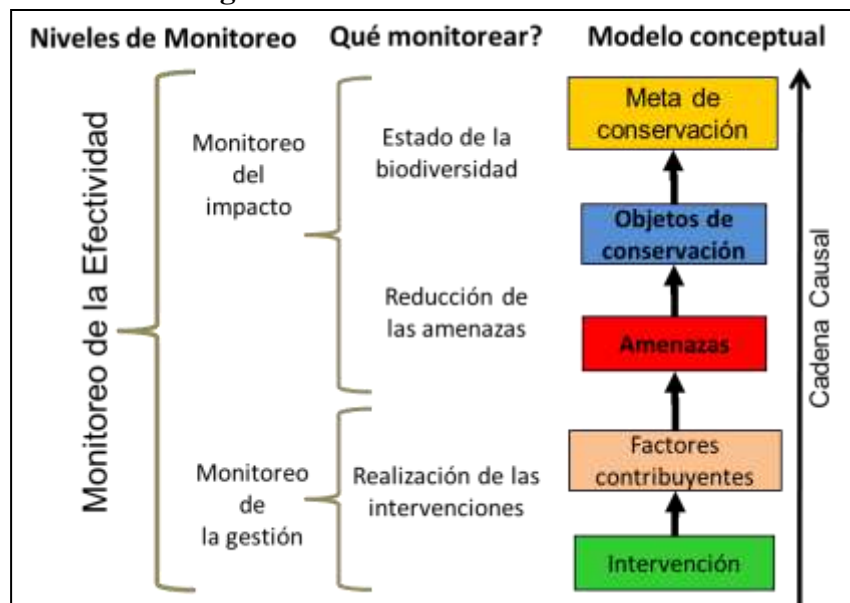 Niveles de Monitoreo
Qué monitorear?
Modelo conceptual
Monitoreo de la Efectividad
Monitoreo
del
impacto
Monitoreo
de
la gestión
Estado de la
biodiversidad
Reducción de
las amenazas
Realización de las
intervenciones
Meta de
conservación
Objetos de
conservación
Amenazas
Factores
contribuyentes
Intervención
Cadena Causal